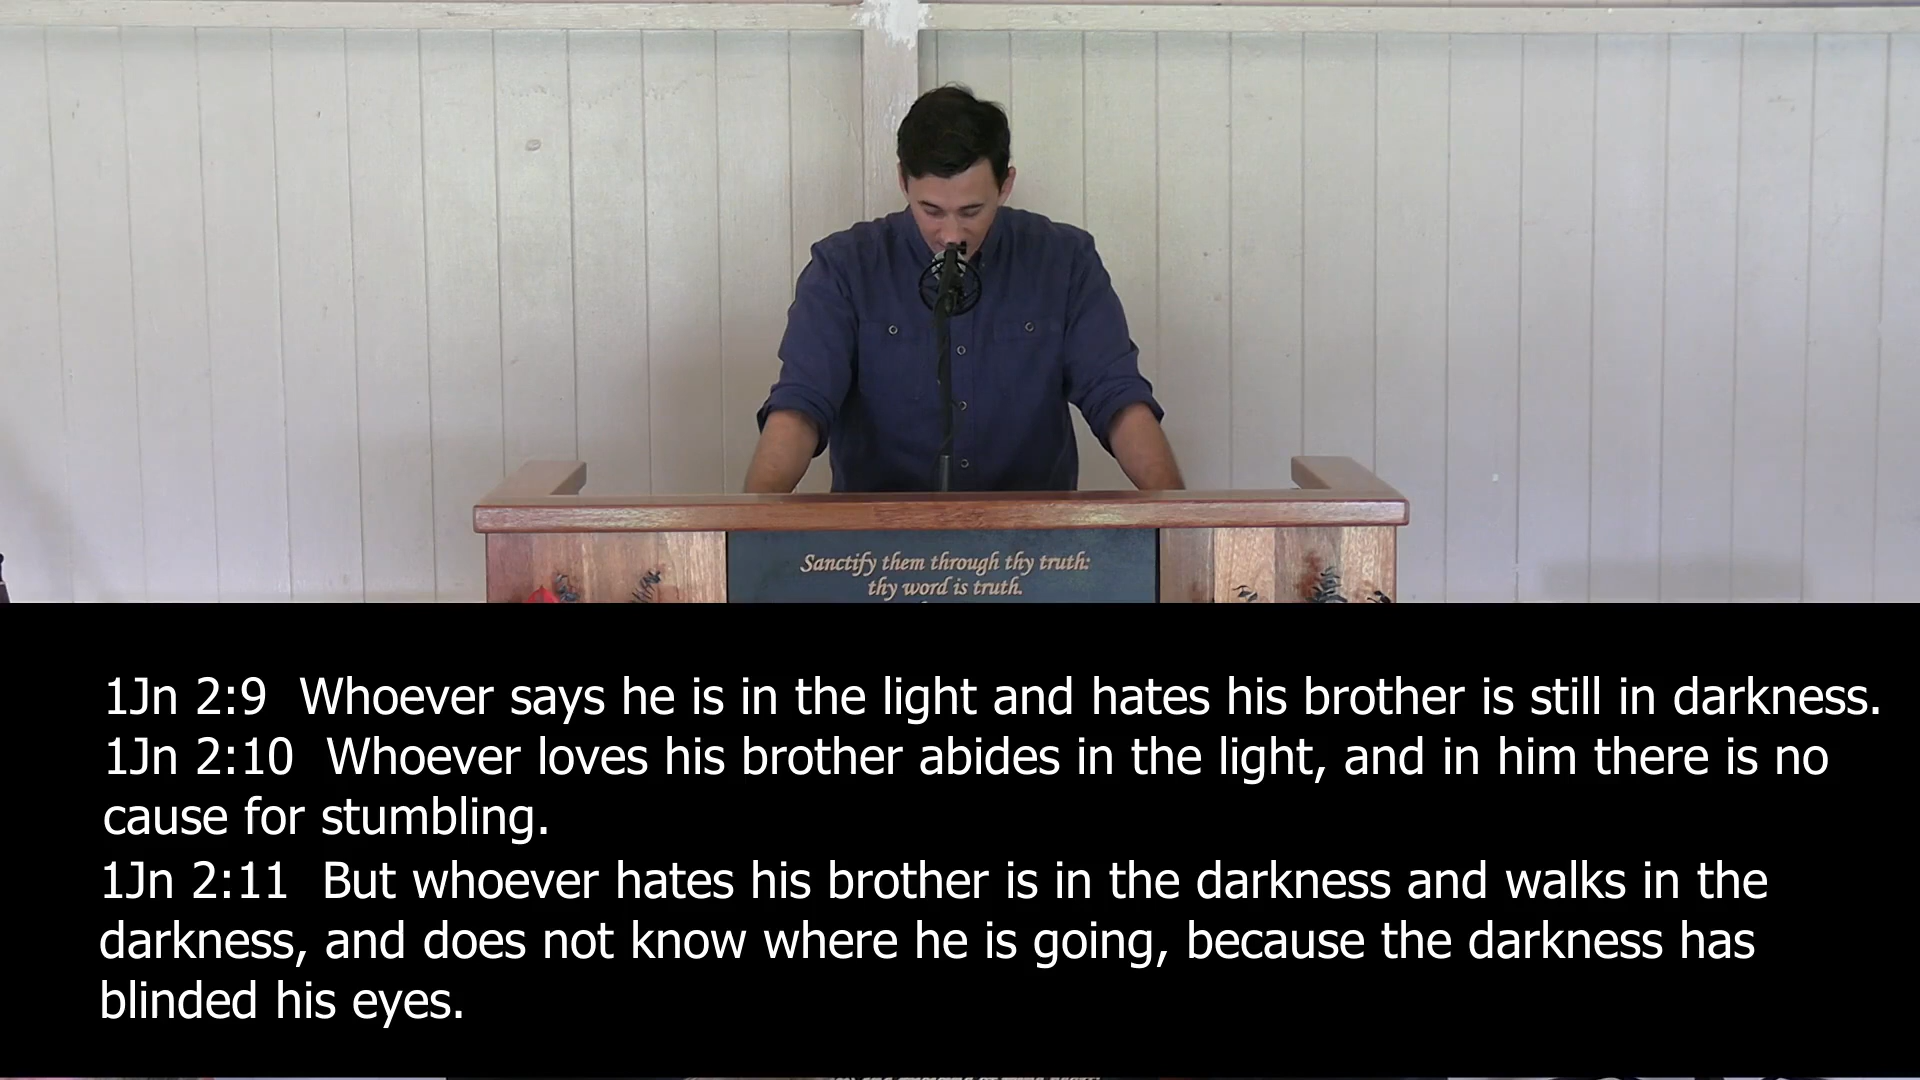 Sanctify them through thy truth:
thy word is truth.
1Jn 2:9  Whoever says he is in the light and hates his brother is still in darkness.
1Jn 2:10  Whoever loves his brother abides in the light, and in him there is no
cause for stumbling.
1Jn 2:11  But whoever hates his brother is in the darkness and walks in the
darkness, and does not know where he is going, because the darkness has
blinded his eyes.